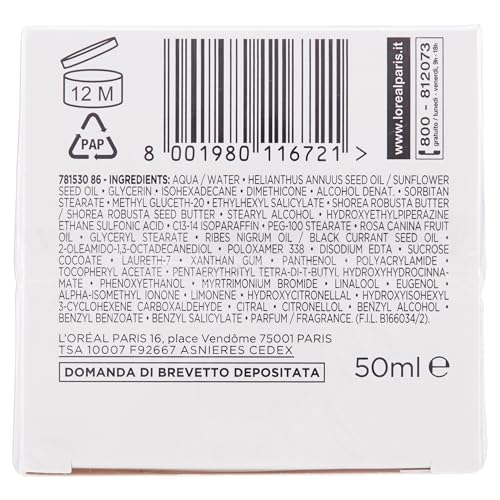 12 M
PAP
8 001980 116721
www.lorealparis.it
800 - 812073
gratuito / lunedì - venerdì, 9h - 18h
781530 86 • INGREDIENTS: AQUA / WATER • HELIANTHUS ANNUUS SEED OIL / SUNFLOWER
SEED OIL • GLYCERIN • ISOHEXADECANE • DIMETHICONE • ALCOHOL DENAT. • SORBITAN
STEARATE • METHYL GLUCETH-20 • ETHYLHEXYL SALICYLATE • SHOREA ROBUSTA BUTTER /
SHOREA ROBUSTA SEED BUTTER • STEARYL ALCOHOL • HYDROXYETHYLPIPERAZINE
ETHANE SULFONIC ACID • C13-14 ISOPARAFFIN • PEG-100 STEARATE • ROSA CANINA FRUIT
OIL • GLYCERYL STEARATE • RIBES NIGRUM OIL / BLACK CURRANT SEED OIL •
2-OLEAMIDO-1,3-OCTADECANEDIOL • POLOXAMER 338 • DISODIUM EDTA • SUCROSE
COCOATE • LAURETH-7 • XANTHAN GUM • PANTHENOL • POLYACRYLAMIDE •
TOCOPHERYL ACETATE • PENTAERYTHRITYL TETRA-DI-T-BUTYL HYDROXYHYDROCINNA-
MATE • PHENOXYETHANOL • MYRTRIMONIUM BROMIDE • LINALOOL • EUGENOL •
ALPHA-ISOMETHYL IONONE • LIMONENE • HYDROXYCITRONELLAL • HYDROXYISOHEXYL
3-CYCLOHEXENE CARBOXALDEHYDE • CITRAL • CITRONELLOL • BENZYL ALCOHOL •
BENZYL BENZOATE • BENZYL SALICYLATE • PARFUM / FRAGRANCE. (F.I.L. B166034/2).
L'ORÉAL PARIS 16, place Vendôme 75001 PARIS
TSA 10007 F92667 ASNIERES CEDEX
DOMANDA DI BREVETTO DEPOSITATA
50ml ℮